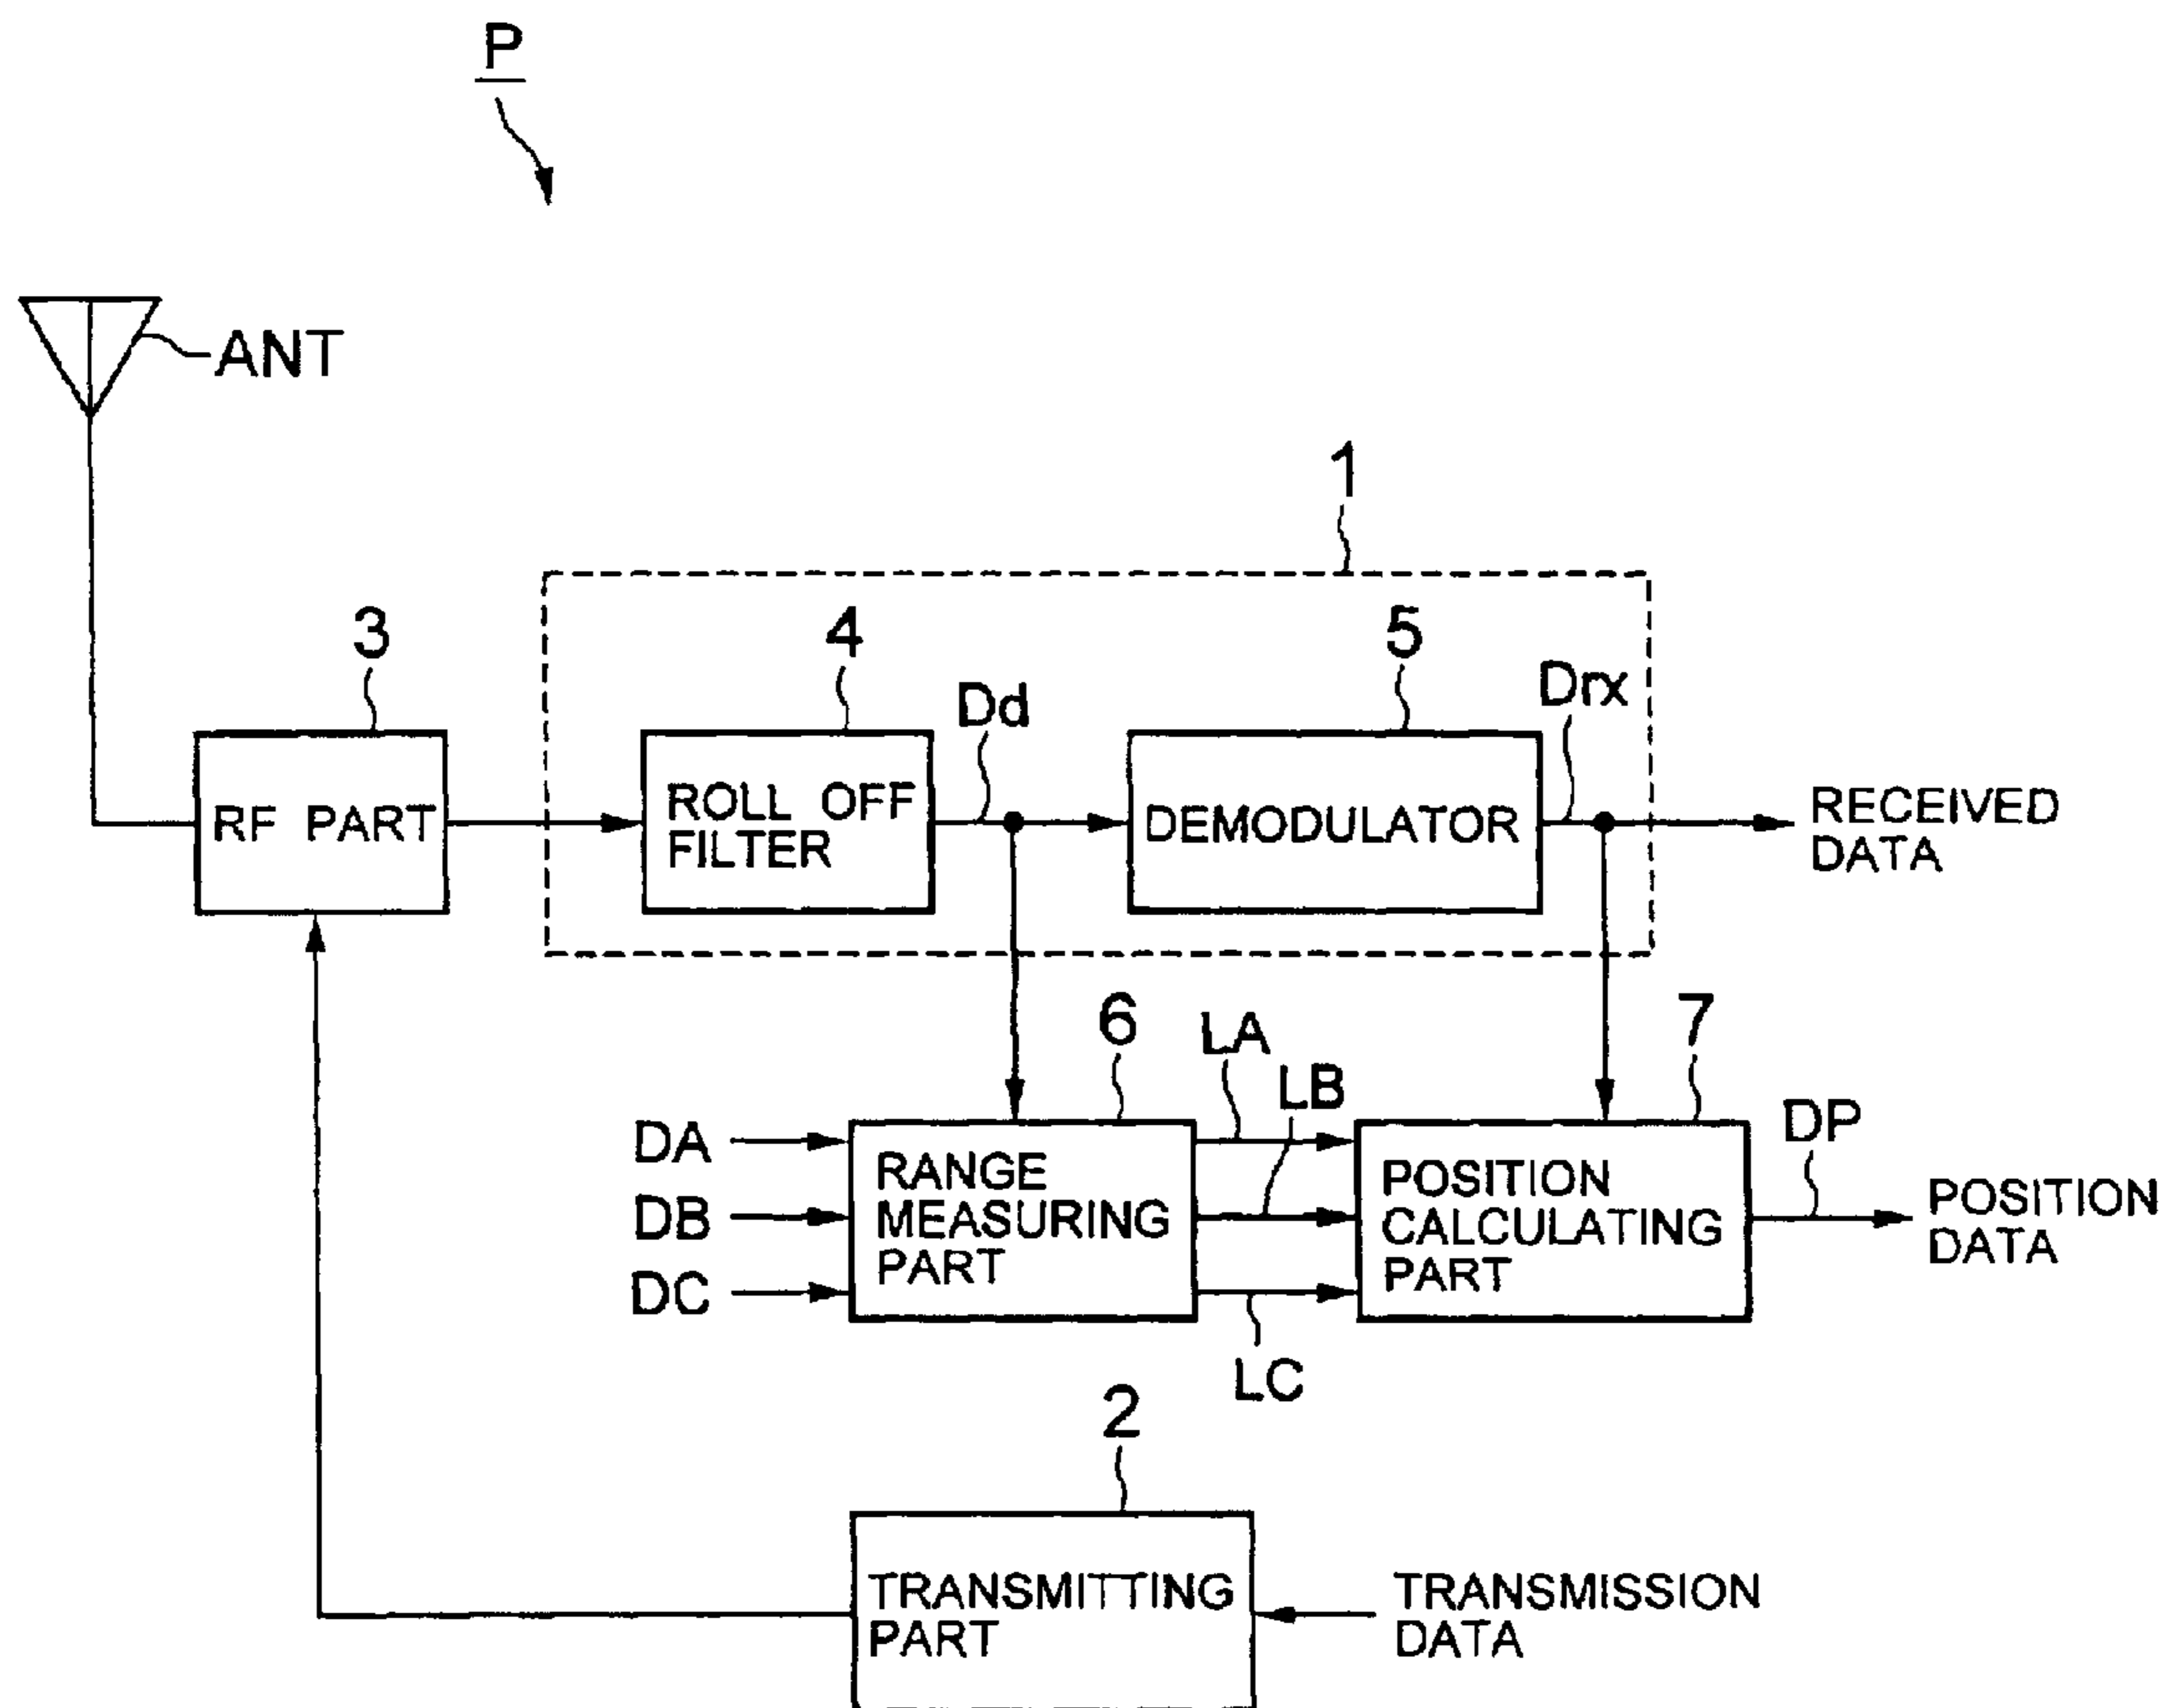 P
ANT
1
3
4
5
Dd
Drx
RF PART
ROLL OFF
FILTER
DEMODULATOR
RECEIVED
DATA
6
7
LA
LB
DA
DB
DC
RANGE
MEASURING
PART
POSITION
CALCULATING
PART
DP
POSITION
DATA
LC
2
TRANSMITTING
PART
TRANSMISSION
DATA